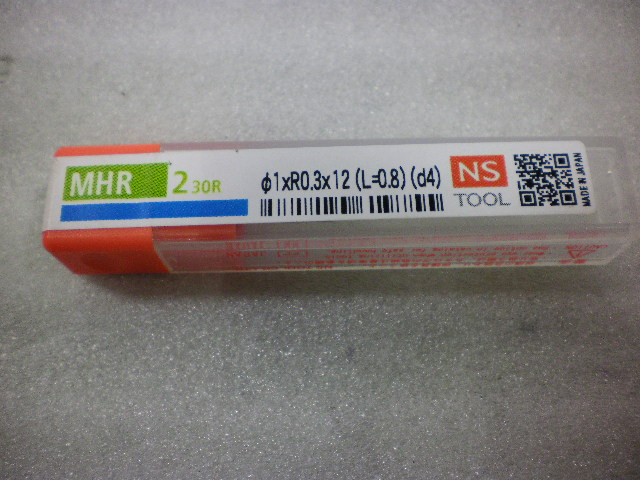 MHR 2 30R
φ1xR0.3x12 (L=0.8) (d4)
NS
TOOL
MADE IN JAPAN